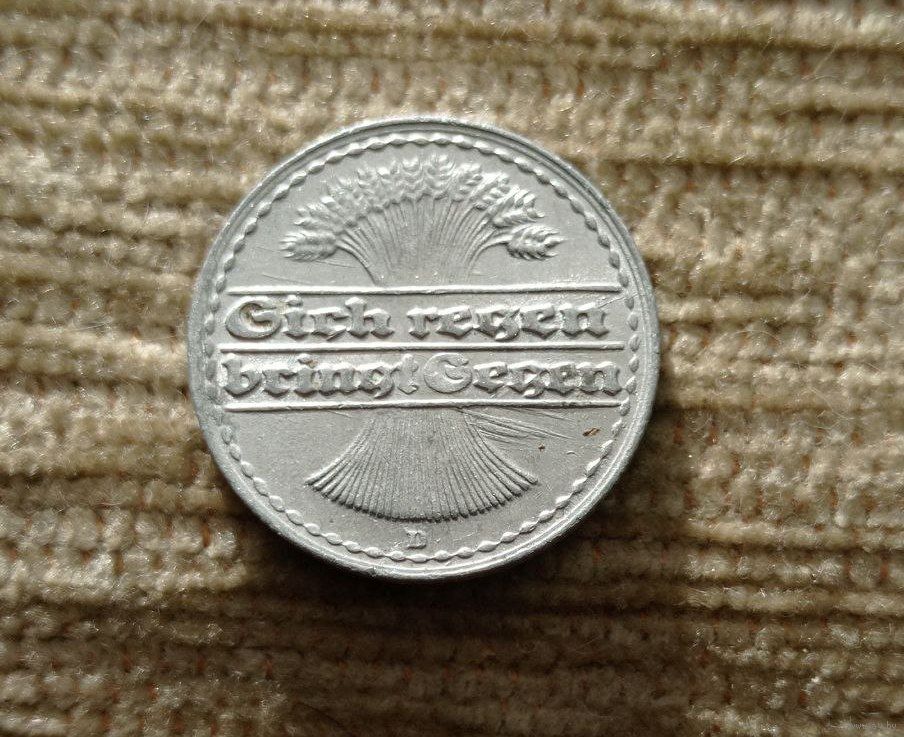 Sich regen
bringt Segen
D